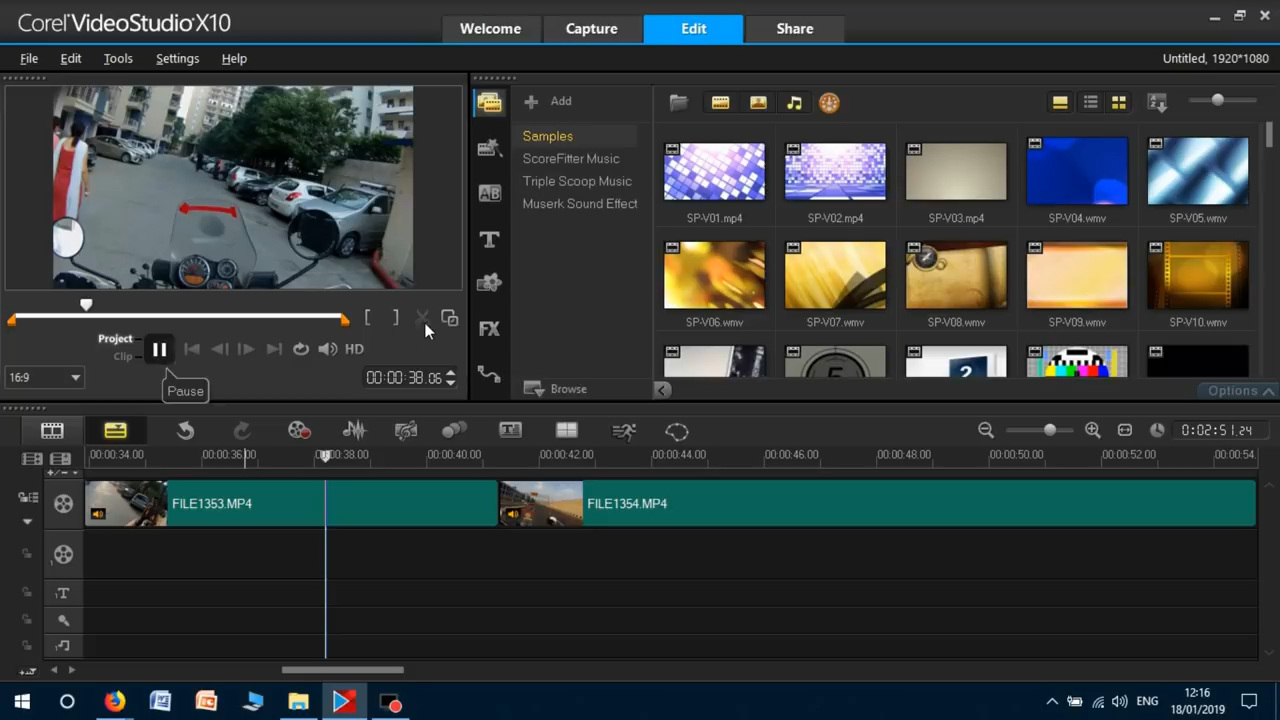 Corel VideoStudio X10
Welcome
Capture
Edit
Share
File
Edit
Tools
Settings
Help
Untitled, 1920*1080
Add
Samples
ScoreFitter Music
Triple Scoop Music
Muserk Sound Effect
Browse
SP-V01.mp4
SP-V02.mp4
SP-V03.mp4
SP-V04.wmv
SP-V05.wmv
SP-V06.wmv
SP-V07.wmv
SP-V08.wmv
SP-V09.wmv
SP-V10.wmv
5
2
Options
Project
Clip
HD
16:9
Pause
00:00:38.06
AB
T
FX
0:02:51.24
00:00:34.00
00:00:36.00
00:00:38.00
00:00:40.00
00:00:42.00
00:00:44.00
00:00:46.00
00:00:48.00
00:00:50.00
00:00:52.00
00:00:54.
FILE1353.MP4
FILE1354.MP4
1
1T
1
ENG
12:16
18/01/2019